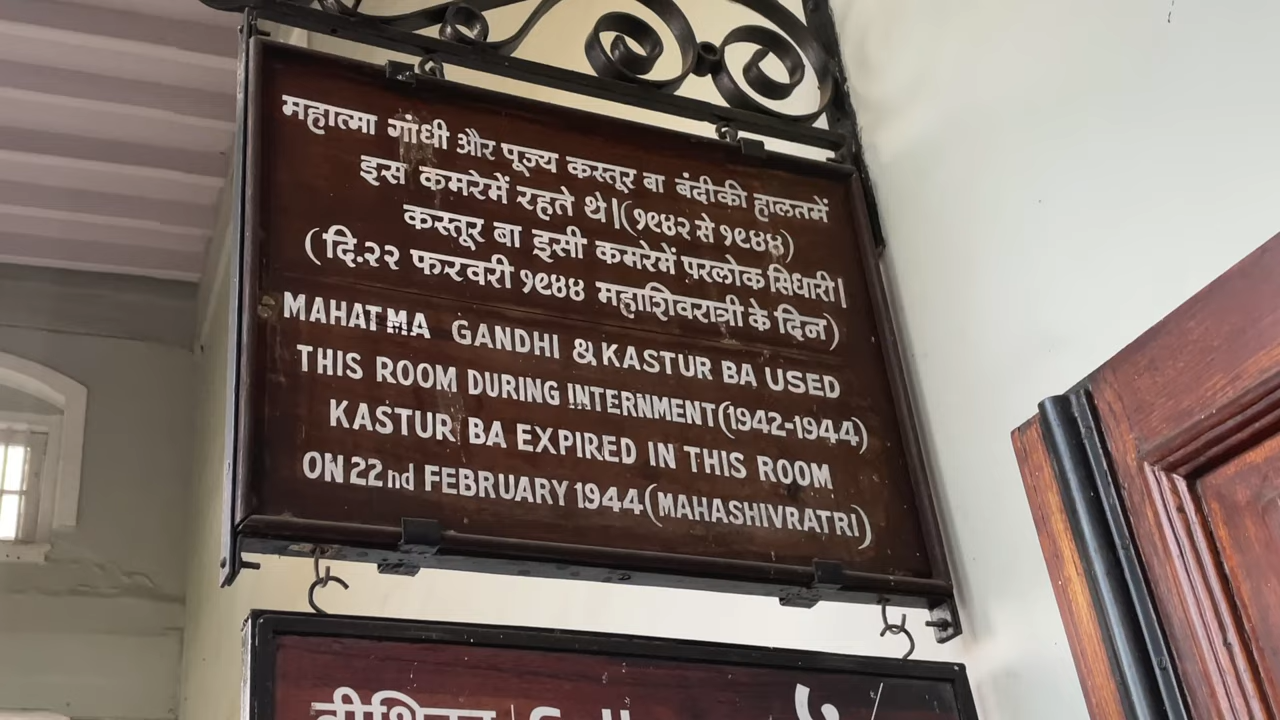 महात्मा गांधी और पूज्य कस्तूर बा बंदीकी हालतमें
इस कमरेमें रहते थे।(१९४२ से १९४४)
कस्तूर बा इसी कमरेमें परलोक सिधारी।
(दि.२२ फरवरी १९४४ महाशिवरात्री के दिन)
MAHATMA GANDHI & KASTUR BA USED
THIS ROOM DURING INTERNMENT(1942-1944)
KASTUR BA EXPIRED IN THIS ROOM
ON 22nd FEBRUARY 1944(MAHASHIVRATRI)